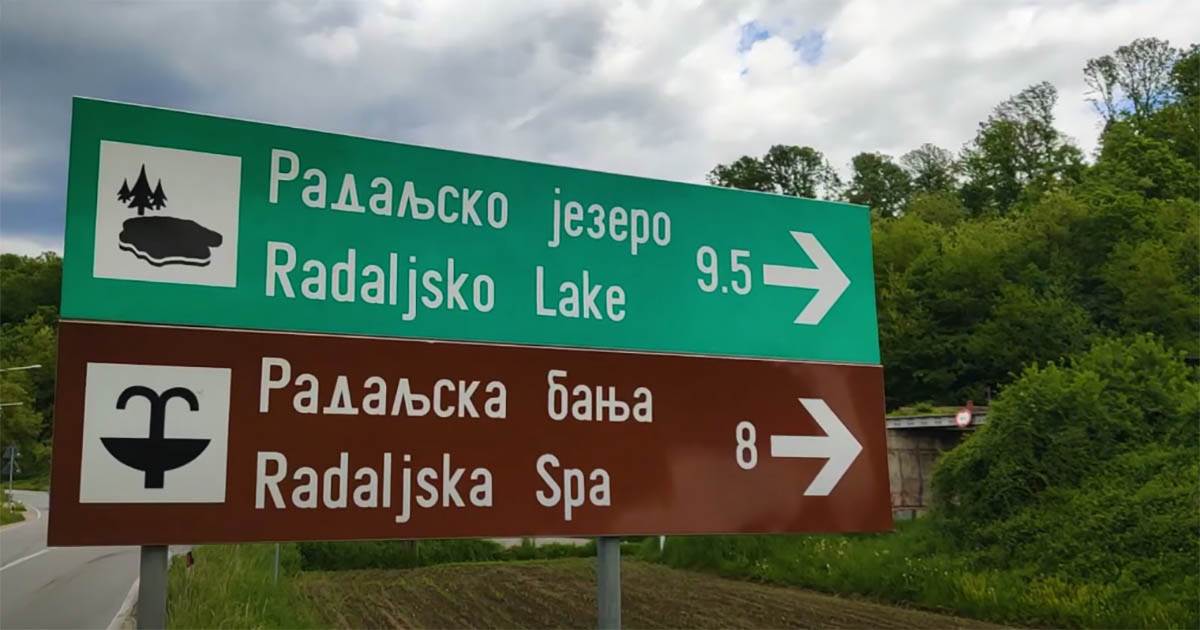 Радаљско језеро
Radaljsko Lake
9.5
Радаљска бања
Radaljska Spa
8